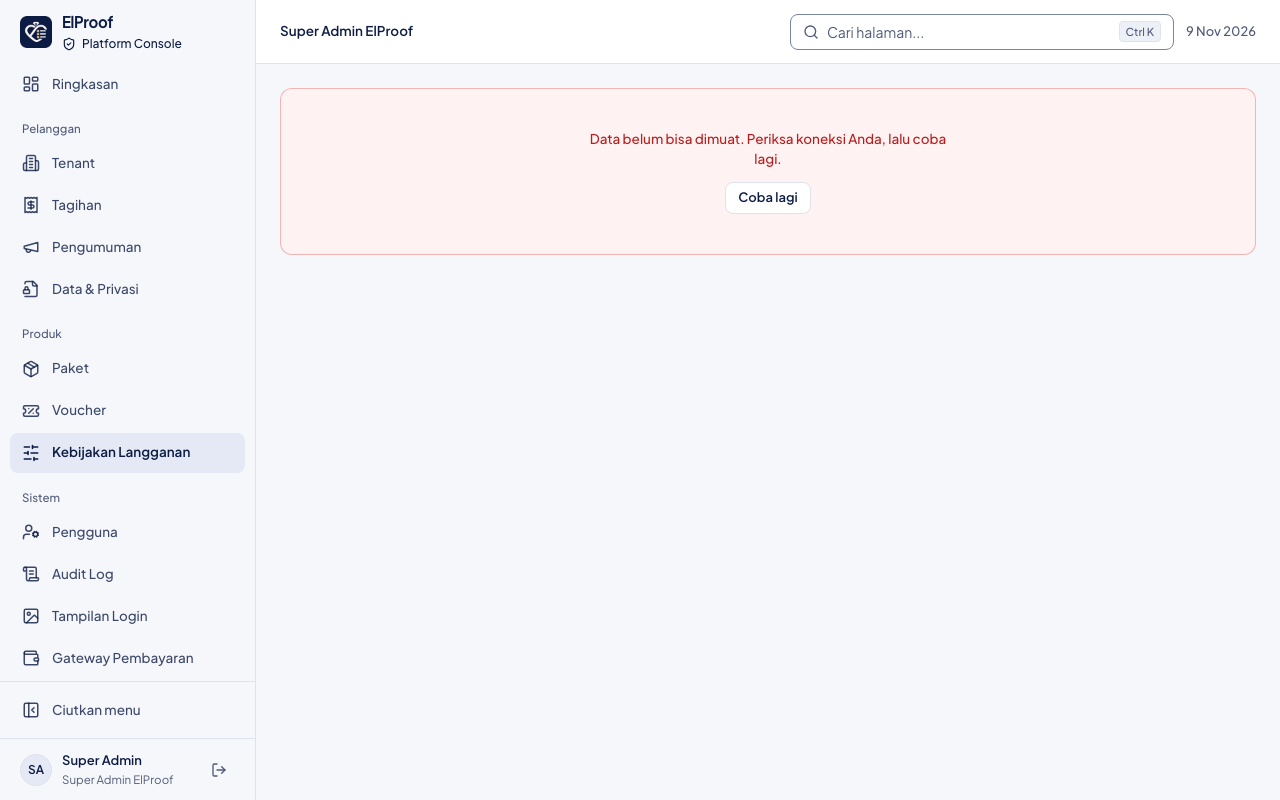 ElProof
Platform Console
Super Admin ElProof
Cari halaman...
Ctrl K
9 Nov 2026
Ringkasan
Pelanggan
Tenant
Tagihan
Pengumuman
Data & Privasi
Produk
Paket
Voucher
Kebijakan Langganan
Sistem
Pengguna
Audit Log
Tampilan Login
Gateway Pembayaran
Ciutkan menu
SA
Super Admin
Super Admin ElProof
Data belum bisa dimuat. Periksa koneksi Anda, lalu coba
lagi.
Coba lagi